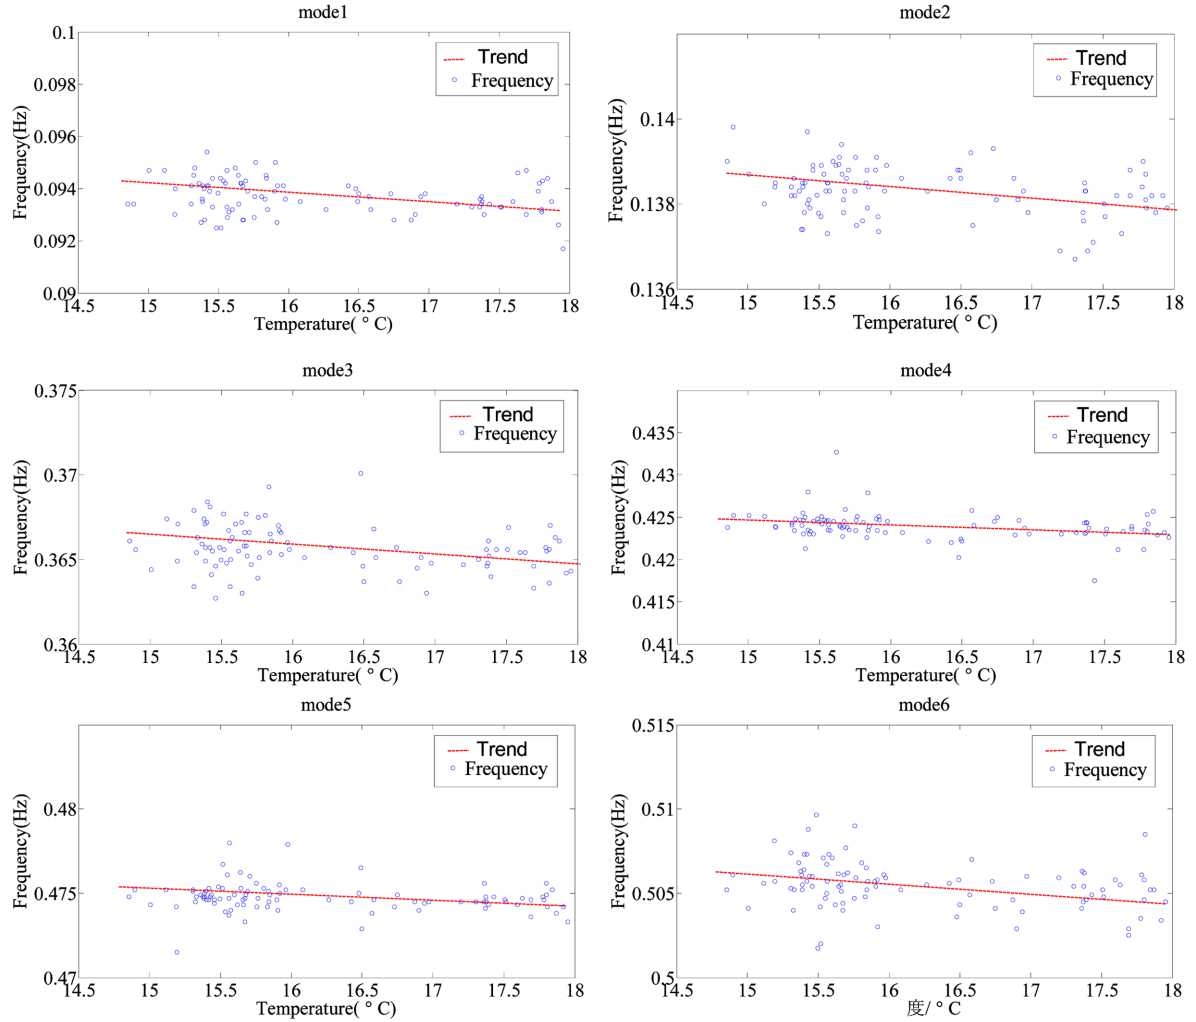 mode1
0.1
0.098
0.096
0.094
0.092
0.09
Frequency(Hz)
Trend
Frequency
14.5 15 15.5 16 16.5 17 17.5 18
Temperature( ° C)
mode2
0.14
0.138
0.136
Frequency(Hz)
Trend
Frequency
14.5 15 15.5 16 16.5 17 17.5 18
Temperature( ° C)
mode3
0.375
0.37
0.365
0.36
Frequency(Hz)
Trend
Frequency
14.5 15 15.5 16 16.5 17 17.5 18
Temperature( ° C)
mode4
0.435
0.43
0.425
0.42
0.415
0.41
Frequency(Hz)
Trend
Frequency
14.5 15 15.5 16 16.5 17 17.5 18
Temperature( ° C)
mode5
0.48
0.475
0.47
Frequency(Hz)
Trend
Frequency
14.5 15 15.5 16 16.5 17 17.5 18
Temperature( ° C)
mode6
0.515
0.51
0.505
0.5
Frequency(Hz)
Trend
Frequency
14.5 15 15.5 16 16.5 17 17.5 18
度/ ° C